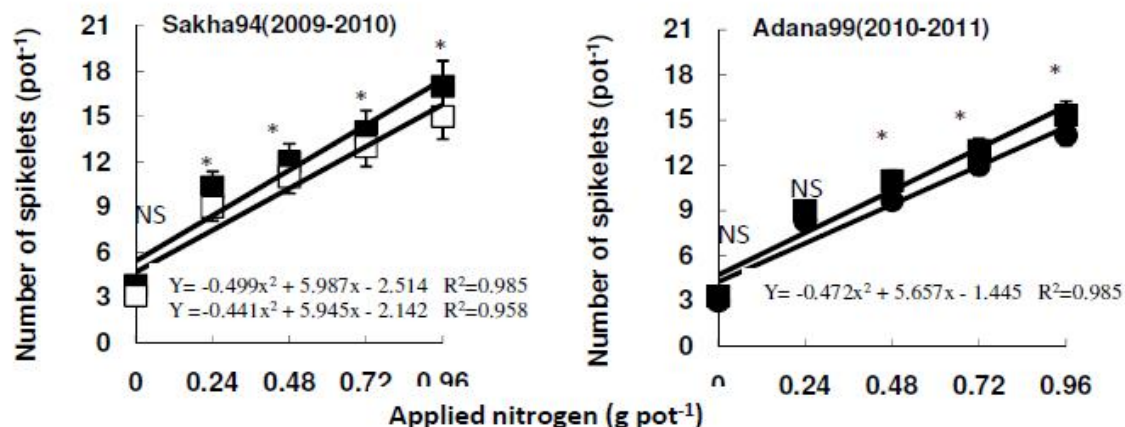 Number of spikelets (pot⁻¹)
Sakha94(2009-2010)
21
18
15
12
9
6
3
0
NS
*
*
*
*
Y= -0.499x² + 5.987x - 2.514 R²=0.985
Y= -0.441x² + 5.945x - 2.142 R²=0.958
0 0.24 0.48 0.72 0.96
Number of spikelets (pot⁻¹)
Adana99(2010-2011)
21
18
15
12
9
6
3
0
NS
NS
*
*
*
Y= -0.472x² + 5.657x - 1.445 R²=0.985
0 0.24 0.48 0.72 0.96
Applied nitrogen (g pot⁻¹)